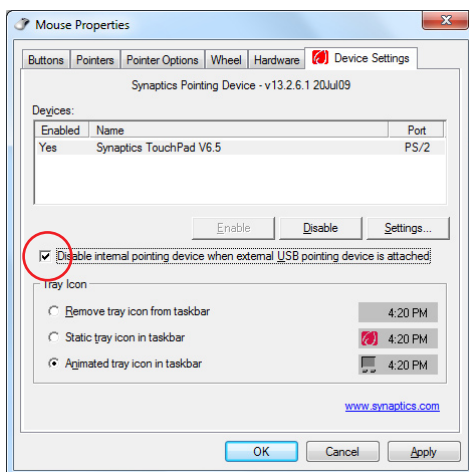 Mouse Properties
Buttons Pointers Pointer Options Wheel Hardware Device Settings
Synaptics Pointing Device - v13.2.6.1 20Jul09
Devices:
Enabled Name Port
Yes Synaptics TouchPad V6.5 PS/2
Enable Disable Settings...
Disable internal pointing device when external USB pointing device is attached
Tray Icon
Remove tray icon from taskbar 4:20 PM
Static tray icon in taskbar 4:20 PM
Animated tray icon in taskbar 4:20 PM
www.synaptics.com
OK Cancel Apply